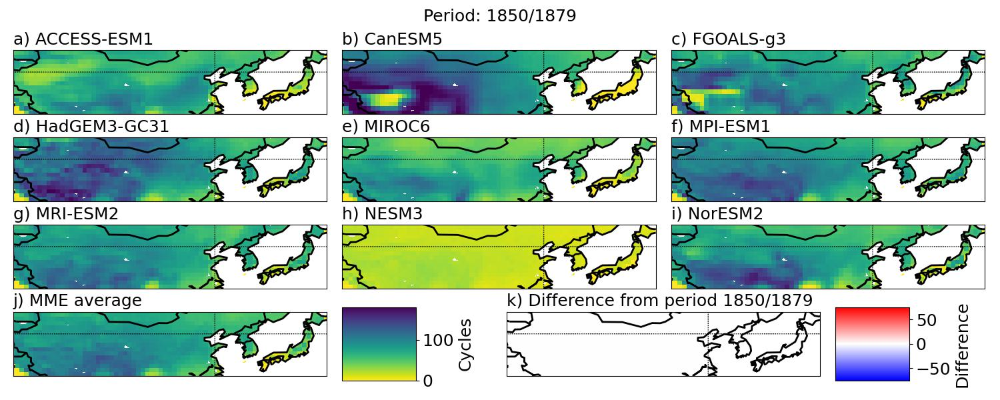 Period: 1850/1879
a) ACCESS-ESM1
b) CanESM5
c) FGOALS-g3
d) HadGEM3-GC31
e) MIROC6
f) MPI-ESM1
g) MRI-ESM2
h) NESM3
i) NorESM2
j) MME average
k) Difference from period 1850/1879
100
0
Cycles
50
0
−50
Difference